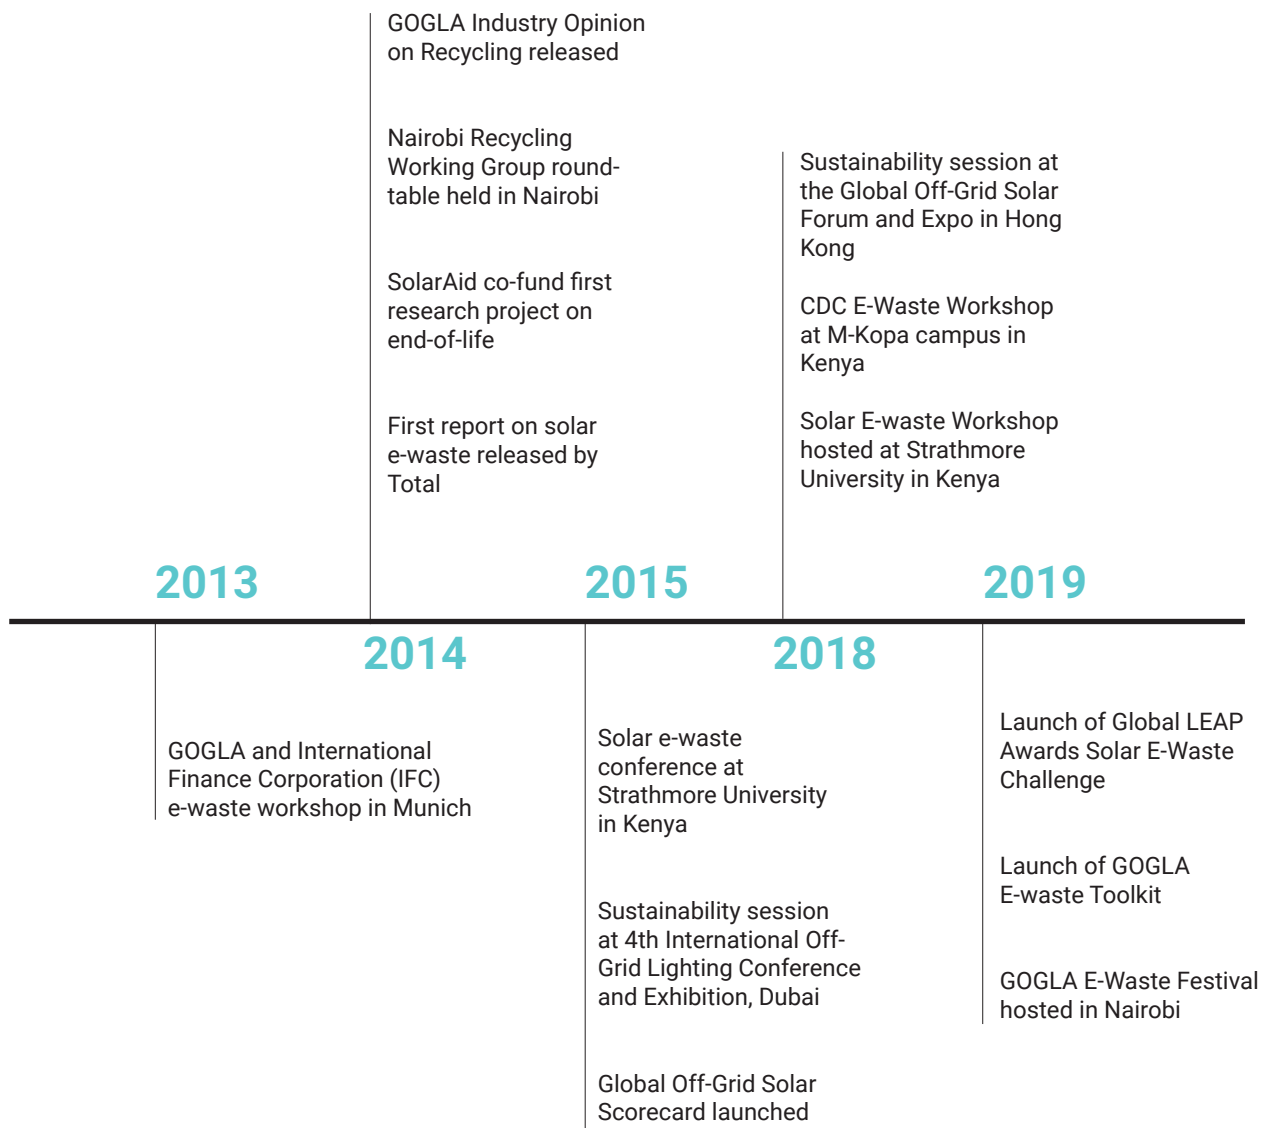 GOGLA Industry Opinion
on Recycling released
Nairobi Recycling
Working Group round-
table held in Nairobi
SolarAid co-fund first
research project on
end-of-life
First report on solar
e-waste released by
Total
Sustainability session at
the Global Off-Grid Solar
Forum and Expo in Hong
Kong
CDC E-Waste Workshop
at M-Kopa campus in
Kenya
Solar E-waste Workshop
hosted at Strathmore
University in Kenya
2013
2015
2019
2014
2018
GOGLA and International
Finance Corporation (IFC)
e-waste workshop in Munich
Solar e-waste
conference at
Strathmore University
in Kenya
Sustainability session
at 4th International Off-
Grid Lighting Conference
and Exhibition, Dubai
Global Off-Grid Solar
Scorecard launched
Launch of Global LEAP
Awards Solar E-Waste
Challenge
Launch of GOGLA
E-waste Toolkit
GOGLA E-Waste Festival
hosted in Nairobi